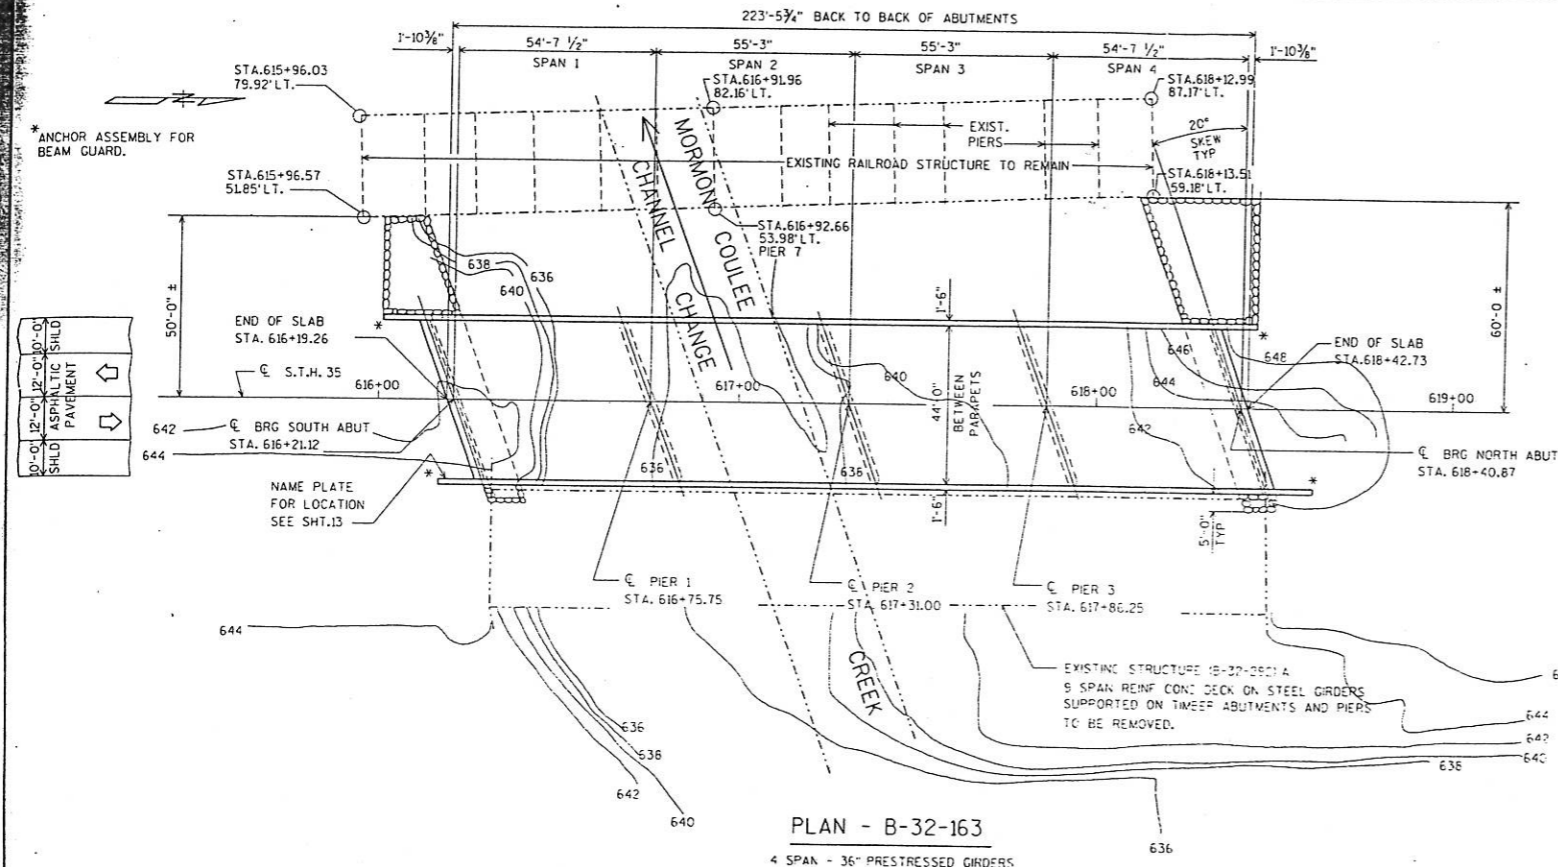 223'-5¾" BACK TO BACK OF ABUTMENTS
1'-10⅜"
54'-7 ½"
55'-3"
55'-3"
54'-7 ½"
1'-10⅜"
SPAN 1
SPAN 2
SPAN 3
SPAN 4
STA.615+96.03
79.92'LT.
STA.616+91.96
82.16'LT.
STA.618+12.99
87.17'LT.
*ANCHOR ASSEMBLY FOR
BEAM GUARD.
EXIST.
PIERS
20°
SKEW
TYP
EXISTING RAILROAD STRUCTURE TO REMAIN
STA.615+96.57
51.85'LT.
STA.618+13.51
59.18'LT.
STA.616+92.66
53.98'LT.
PIER 7
MORMON COULEE
CHANNEL CHANGE
638
636
640
50'-0" ±
60'-0 ±
1'-6"
END OF SLAB
STA. 616+19.26
END OF SLAB
STA.618+42.73
10'-0" SHLD
12'-0" 12'-0"
ASPHALTIC PAVEMENT
10'-0" SHLD
℄ S.T.H. 35
616+00
617+00
618+00
619+00
640
646
648
644
642
44'-0"
BETWEEN
PARAPETS
642
℄ BRG SOUTH ABUT
STA. 616+21.12
644
℄ BRG NORTH ABUT
STA. 618+40.87
636
636
NAME PLATE
FOR LOCATION
SEE SHT.13
1'-6"
5'-0"
TYP
℄ PIER 1
STA. 616+75.75
℄ PIER 2
STA. 617+31.00
℄ PIER 3
STA. 617+86.25
644
CREEK
EXISTING STRUCTURE
9 SPAN REINF CONC DECK ON STEEL GIRDERS
SUPPORTED ON TIMBER ABUTMENTS AND PIERS
TO BE REMOVED.
636
638
642
640
644
642
640
638
636
PLAN - B-32-163
4 SPAN - 36" PRESTRESSED GIRDERS